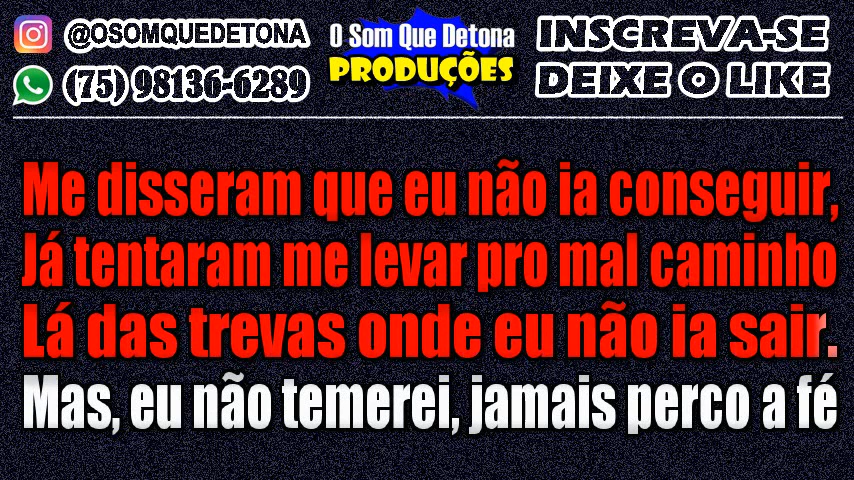 @OSOMQUEDETONA
(75) 98136-6289
O Som Que Detona
PRODUÇÕES
INSCREVA-SE
DEIXE O LIKE
Me disseram que eu não ia conseguir,
Já tentaram me levar pro mal caminho
Lá das trevas onde eu não ia sair.
Mas, eu não temerei, jamais perco a fé